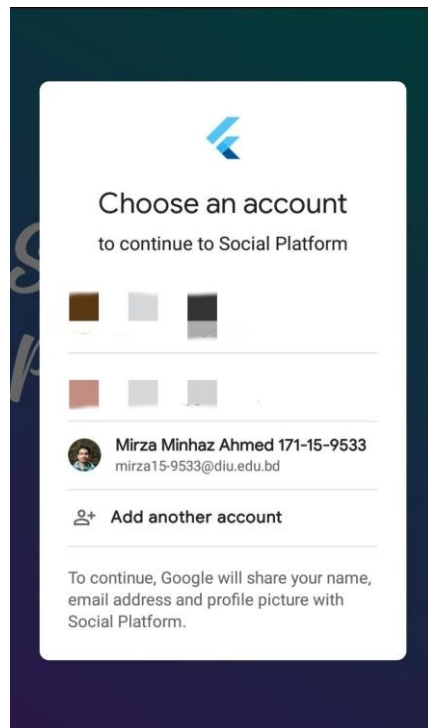 Choose an account
to continue to Social Platform
Mirza Minhaz Ahmed 171-15-9533
mirza15-9533@diu.edu.bd
Add another account
To continue, Google will share your name,
email address and profile picture with
Social Platform.